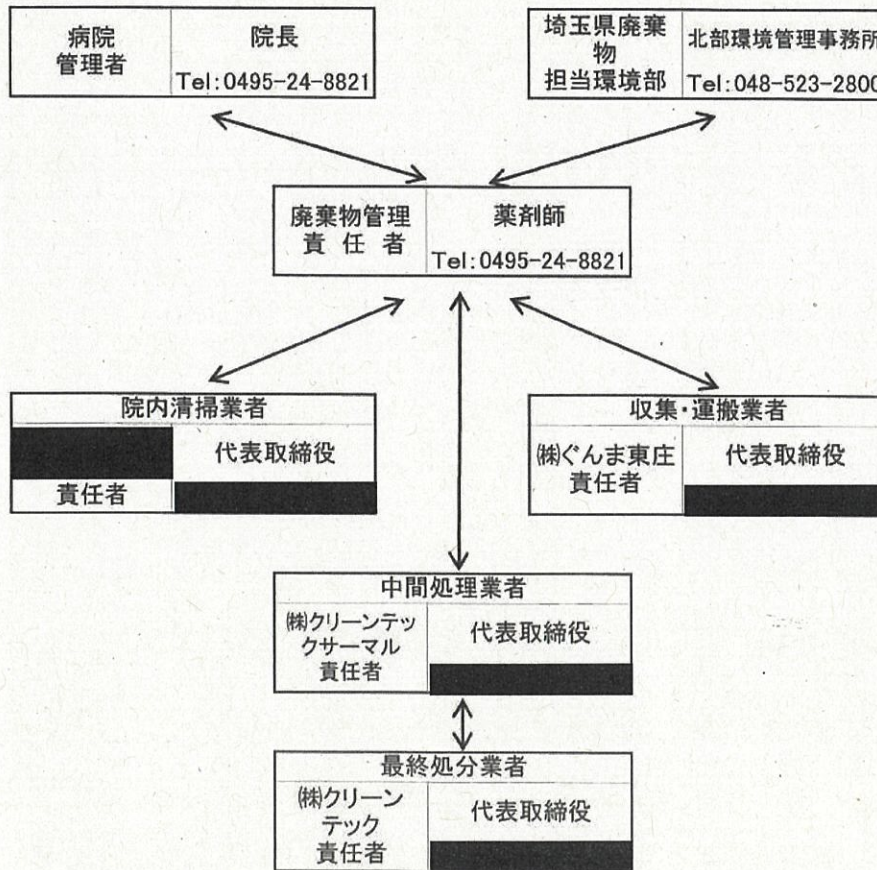 病院
管理者
院長
Tel:0495-24-8821
埼玉県廃棄
物
担当環境部
北部環境管理事務所
Tel:048-523-2800
廃棄物管理
責任者
薬剤師
Tel:0495-24-8821
院内清掃業者
代表取締役
責任者
収集・運搬業者
㈱ぐんま東庄
責任者
代表取締役
中間処理業者
㈱クリーンテッ
クサーマル
責任者
代表取締役
最終処分業者
㈱クリーン
テック
責任者
代表取締役